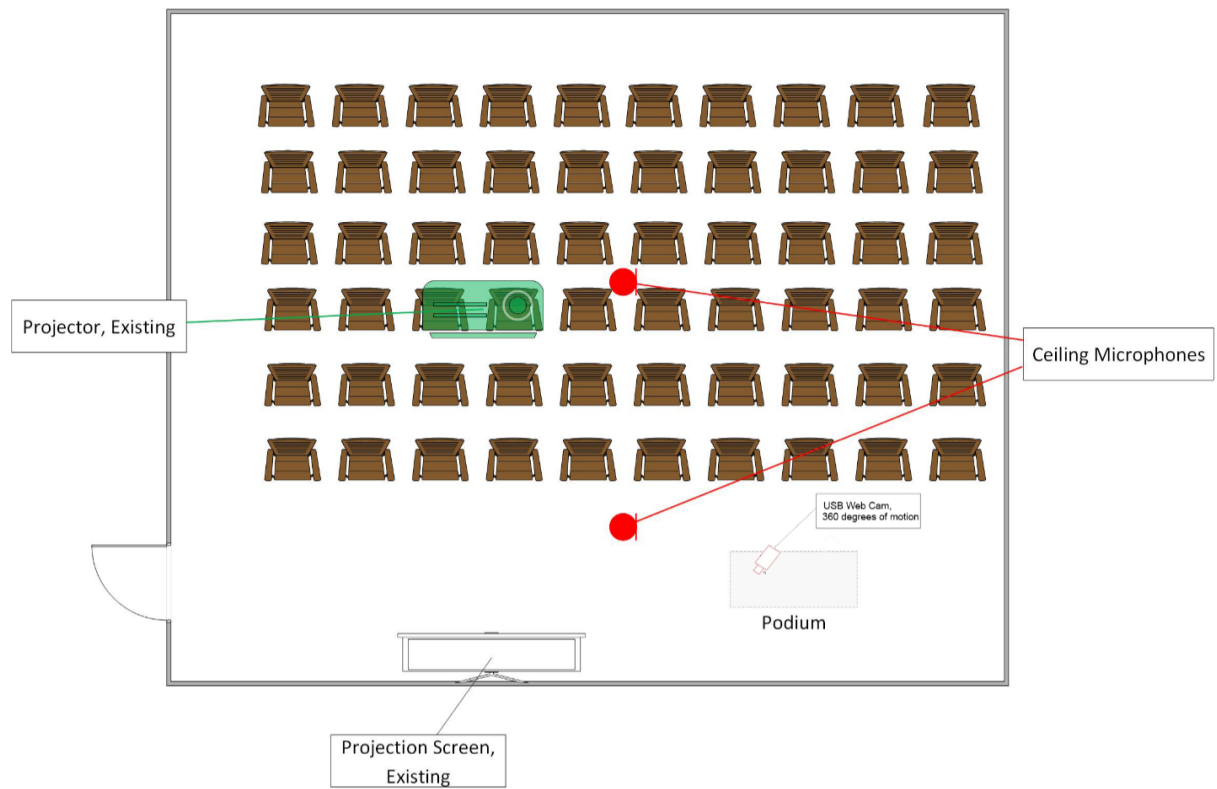 Projector, Existing
Ceiling Microphones
USB Web Cam,
360 degrees of motion
Podium
Projection Screen,
Existing